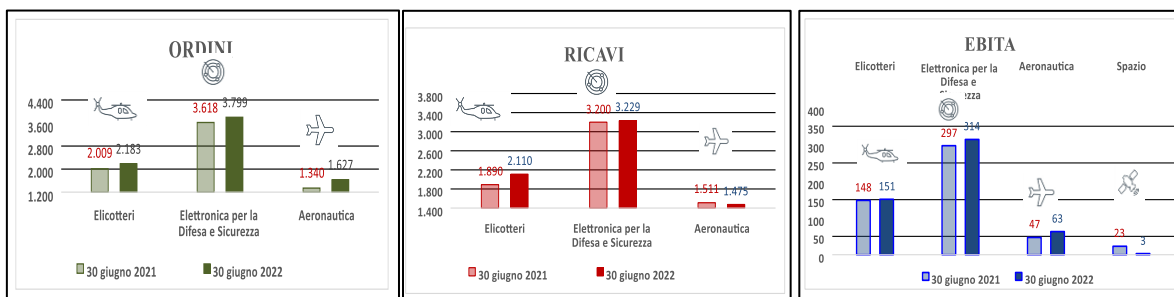 ORDINI
4.400
3.600
2.800
2.000
1.200
2.009
2.183
3.618
3.799
1.340
1.627
Elicotteri
Elettronica per la
Difesa e Sicurezza
Aeronautica
30 giugno 2021
30 giugno 2022
RICAVI
3.800
3.400
3.000
2.600
2.200
1.800
1.400
1.890
2.110
3.200
3.229
1.511
1.475
Elicotteri
Elettronica per la
Difesa e Sicurezza
Aeronautica
30 giugno 2021
30 giugno 2022
EBITA
Elicotteri
Elettronica per la
Difesa e
Sicurezza
Aeronautica
Spazio
400
350
300
200
150
100
50
0
148
151
297
314
47
63
23
3
30 giugno 2021
30 giugno 2022